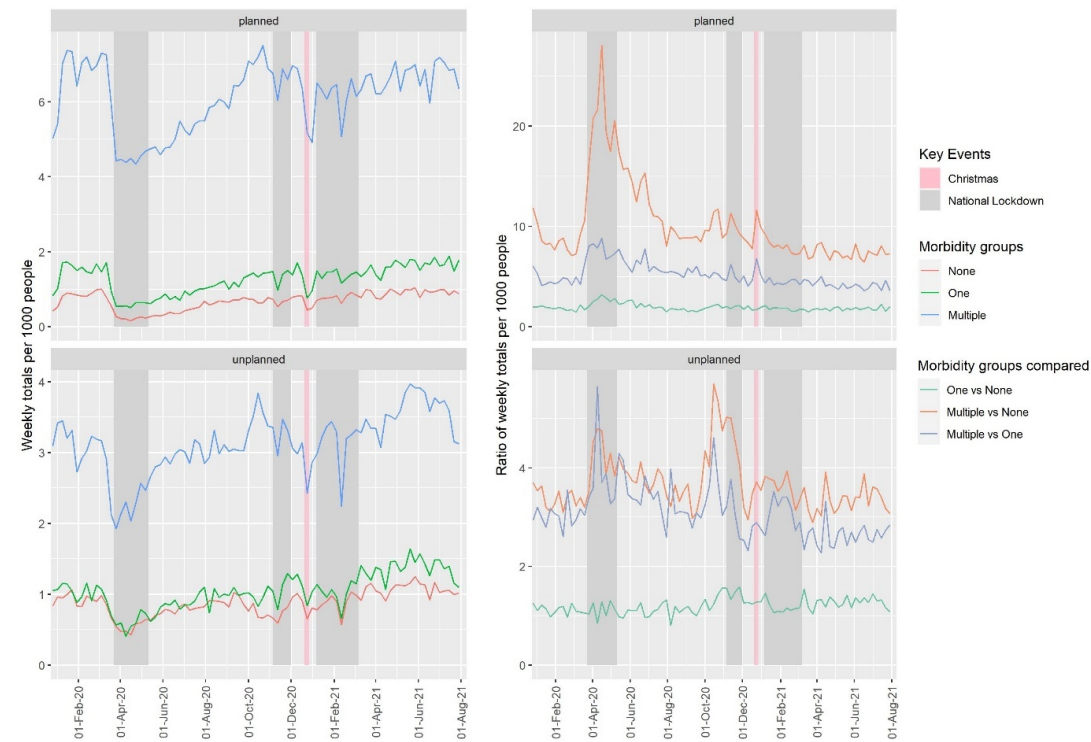 planned
Weekly totals per 1000 people
6
4
2
0
unplanned
4
3
2
1
0
01-Feb-20
01-Apr-20
01-Jun-20
01-Aug-20
01-Oct-20
01-Dec-20
01-Feb-21
01-Apr-21
01-Jun-21
01-Aug-21
planned
Ratio of weekly totals per 1000 people
20
10
0
unplanned
4
2
0
01-Feb-20
01-Apr-20
01-Jun-20
01-Aug-20
01-Oct-20
01-Dec-20
01-Feb-21
01-Apr-21
01-Jun-21
01-Aug-21
Key Events
Christmas
National Lockdown
Morbidity groups
None
One
Multiple
Morbidity groups compared
One vs None
Multiple vs None
Multiple vs One